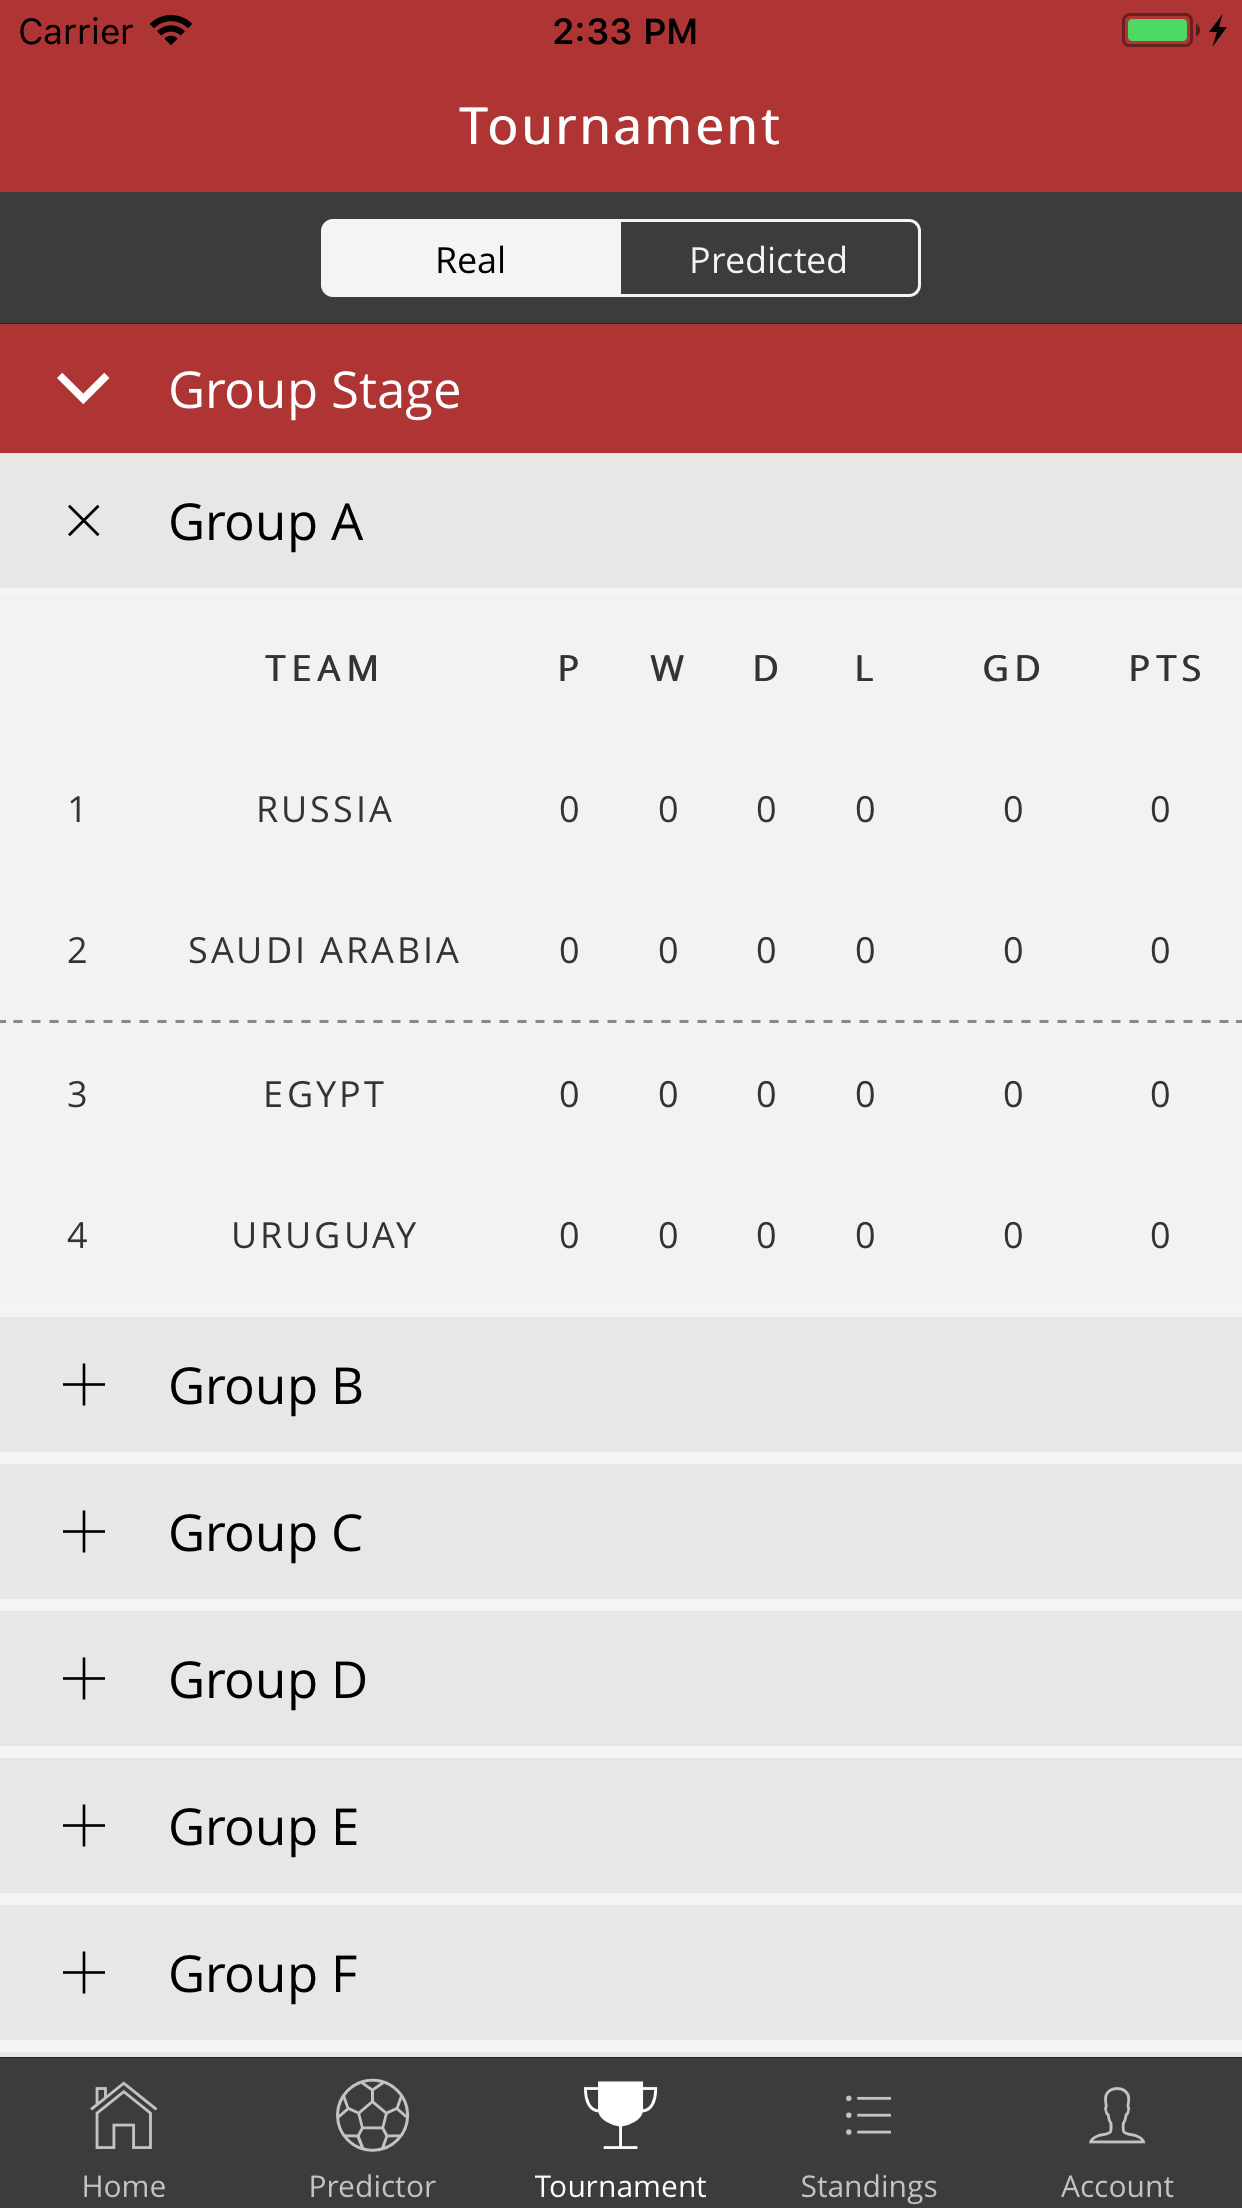 Carrier 2:33 PM
Tournament
Real Predicted
Group Stage
Group A
TEAM P W D L GD PTS
1 RUSSIA 0 0 0 0 0 0
2 SAUDI ARABIA 0 0 0 0 0 0
3 EGYPT 0 0 0 0 0 0
4 URUGUAY 0 0 0 0 0 0
Group B
Group C
Group D
Group E
Group F
Home Predictor Tournament Standings Account